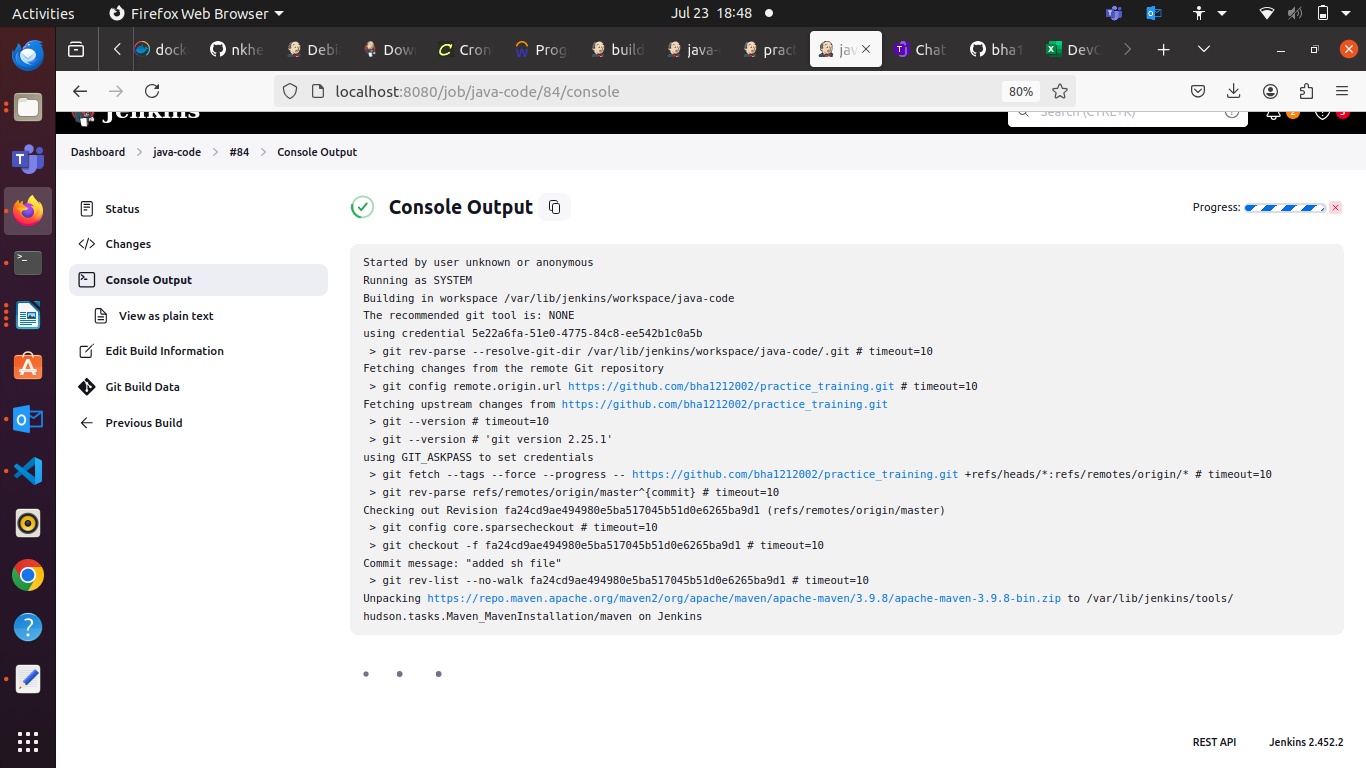 Activities
Firefox Web Browser
Jul 23 18:48
dock
nkhe
Debi
Dow
Cron
Prog
build
java-
pract
jav
Chat
bha1
DevO
localhost:8080/job/java-code/84/console
80%
Jenkins
Search (CTRL+K)
Dashboard
java-code
#84
Console Output
Status
Changes
Console Output
View as plain text
Edit Build Information
Git Build Data
Previous Build
Console Output
Progress:
Started by user unknown or anonymous
Running as SYSTEM
Building in workspace /var/lib/jenkins/workspace/java-code
The recommended git tool is: NONE
using credential 5e22a6fa-51e0-4775-84c8-ee542b1c0a5b
> git rev-parse --resolve-git-dir /var/lib/jenkins/workspace/java-code/.git # timeout=10
Fetching changes from the remote Git repository
> git config remote.origin.url https://github.com/bha1212002/practice_training.git # timeout=10
Fetching upstream changes from https://github.com/bha1212002/practice_training.git
> git --version # timeout=10
> git --version # 'git version 2.25.1'
using GIT_ASKPASS to set credentials
> git fetch --tags --force --progress -- https://github.com/bha1212002/practice_training.git +refs/heads/*:refs/remotes/origin/* # timeout=10
> git rev-parse refs/remotes/origin/master^{commit} # timeout=10
Checking out Revision fa24cd9ae494980e5ba517045b51d0e6265ba9d1 (refs/remotes/origin/master)
> git config core.sparsecheckout # timeout=10
> git checkout -f fa24cd9ae494980e5ba517045b51d0e6265ba9d1 # timeout=10
Commit message: "added sh file"
> git rev-list --no-walk fa24cd9ae494980e5ba517045b51d0e6265ba9d1 # timeout=10
Unpacking https://repo.maven.apache.org/maven2/org/apache/maven/apache-maven/3.9.8/apache-maven-3.9.8-bin.zip to /var/lib/jenkins/tools/
hudson.tasks.Maven_MavenInstallation/maven on Jenkins
REST API
Jenkins 2.452.2